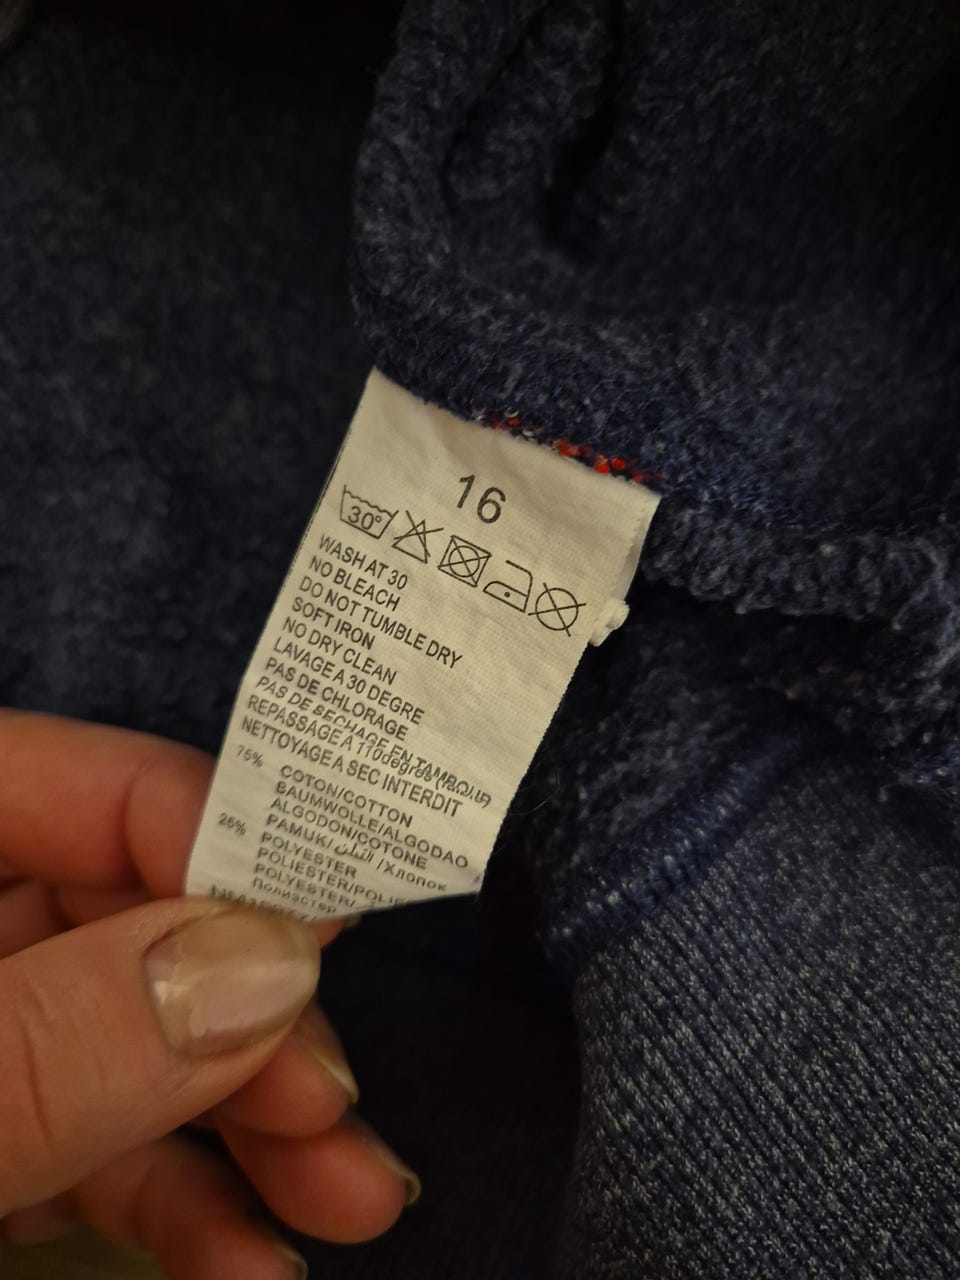 16
30°
WASH AT 30
NO BLEACH
DO NOT TUMBLE DRY
SOFT IRON
NO DRY CLEAN
LAVAGE A 30 DEGRE
PAS DE CHLORAGE
PAS DE SECHAGE EN TAMBOUR
REPASSAGE A 110degres
NETTOYAGE A SEC INTERDIT
75% COTON/COTTON
BAUMWOLLE/ALGODAO
ALGODON/COTONE
PAMUK/القطن/Хлопок
25% POLYESTER
POLIESTER/
POLYESTER/
Полиэстер